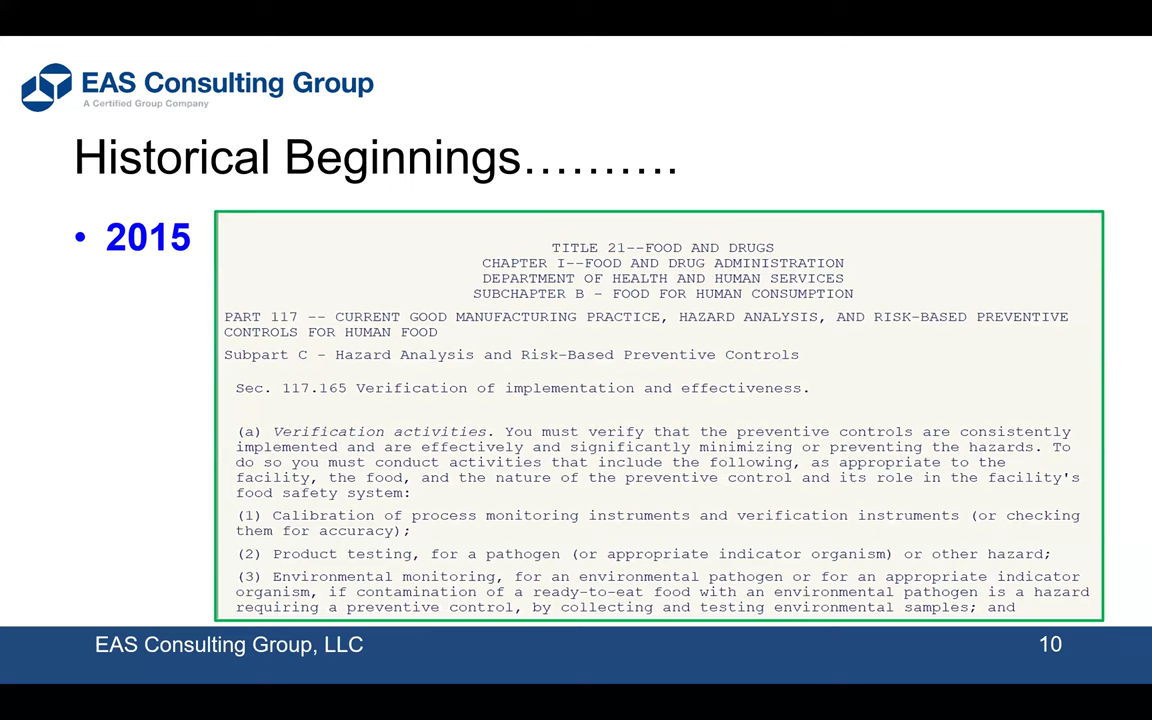 EAS Consulting Group
A Certified Group Company
Historical Beginnings……….
• 2015
TITLE 21--FOOD AND DRUGS
CHAPTER I--FOOD AND DRUG ADMINISTRATION
DEPARTMENT OF HEALTH AND HUMAN SERVICES
SUBCHAPTER B - FOOD FOR HUMAN CONSUMPTION
PART 117 -- CURRENT GOOD MANUFACTURING PRACTICE, HAZARD ANALYSIS, AND RISK-BASED PREVENTIVE
CONTROLS FOR HUMAN FOOD
Subpart C - Hazard Analysis and Risk-Based Preventive Controls
Sec. 117.165 Verification of implementation and effectiveness.
(a) Verification activities. You must verify that the preventive controls are consistently
implemented and are effectively and significantly minimizing or preventing the hazards. To
do so you must conduct activities that include the following, as appropriate to the
facility, the food, and the nature of the preventive control and its role in the facility's
food safety system:
(1) Calibration of process monitoring instruments and verification instruments (or checking
them for accuracy);
(2) Product testing, for a pathogen (or appropriate indicator organism) or other hazard;
(3) Environmental monitoring, for an environmental pathogen or for an appropriate indicator
organism, if contamination of a ready-to-eat food with an environmental pathogen is a hazard
requiring a preventive control, by collecting and testing environmental samples; and
EAS Consulting Group, LLC
10